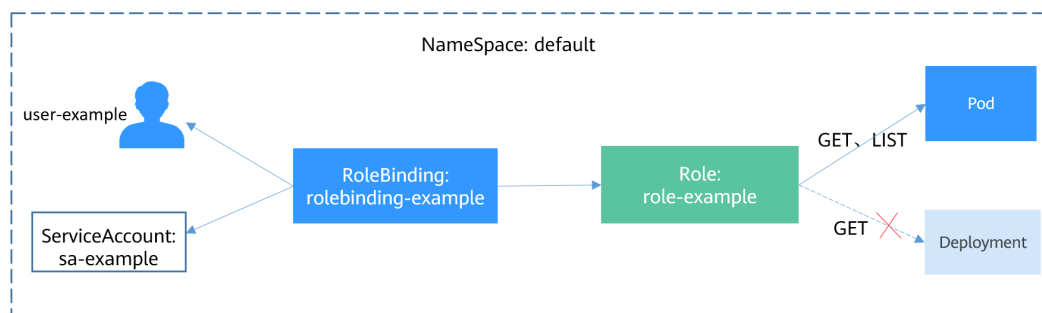 NameSpace: default
user-example
Pod
GET、LIST
RoleBinding:
rolebinding-example
Role:
role-example
ServiceAccount:
sa-example
GET
Deployment